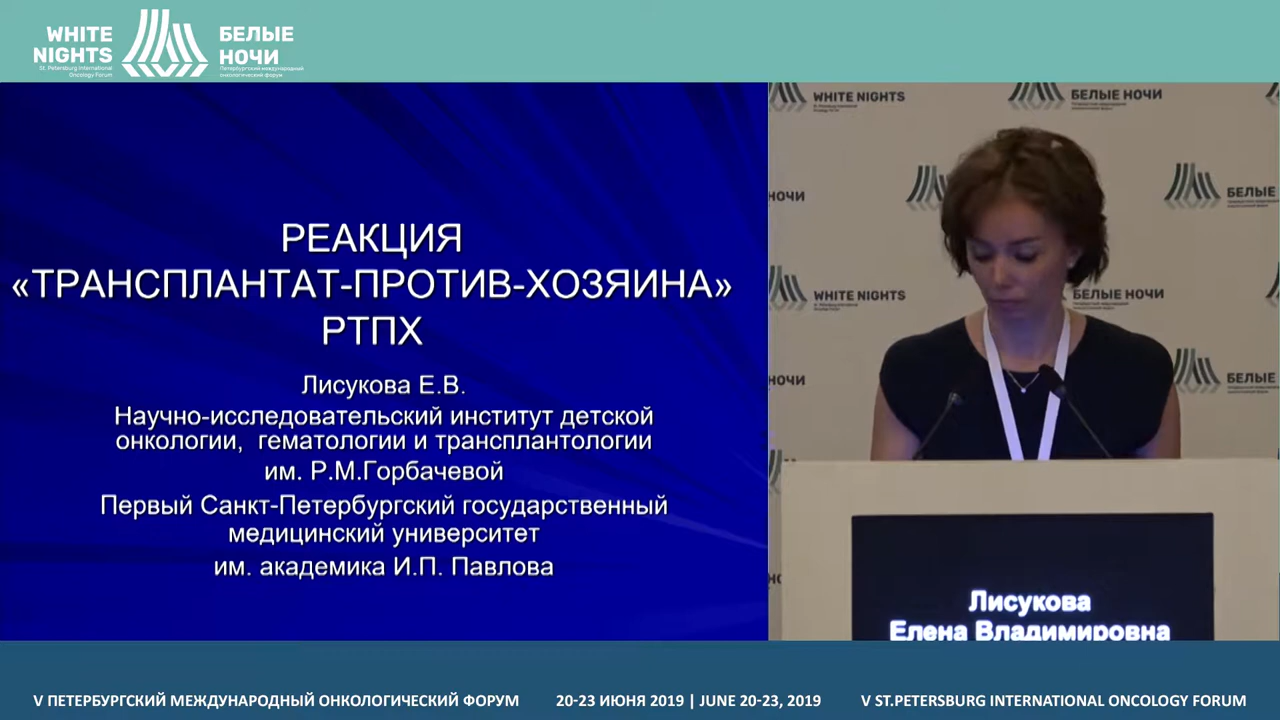 WHITE
NIGHTS
St. Petersburg International
Oncology Forum
БЕЛЫЕ
НОЧИ
Петербургский международный
онкологический форум
РЕАКЦИЯ
«ТРАНСПЛАНТАТ-ПРОТИВ-ХОЗЯИНА»
РТПХ
Лисукова Е.В.
Научно-исследовательский институт детской
онкологии, гематологии и трансплантологии
им. Р.М.Горбачевой
Первый Санкт-Петербургский государственный
медицинский университет
им. академика И.П. Павлова
WHITE NIGHTS
БЕЛЫЕ НОЧИ
НОЧИ
БЕЛЫЕ
WHITE NIGHTS
БЕЛЫЕ НОЧИ
НОЧИ
БЕЛЫЕ
Лисукова
Елена Владимировна
V ПЕТЕРБУРГСКИЙ МЕЖДУНАРОДНЫЙ ОНКОЛОГИЧЕСКИЙ ФОРУМ
20-23 ИЮНЯ 2019 | JUNE 20-23, 2019
V ST.PETERSBURG INTERNATIONAL ONCOLOGY FORUM